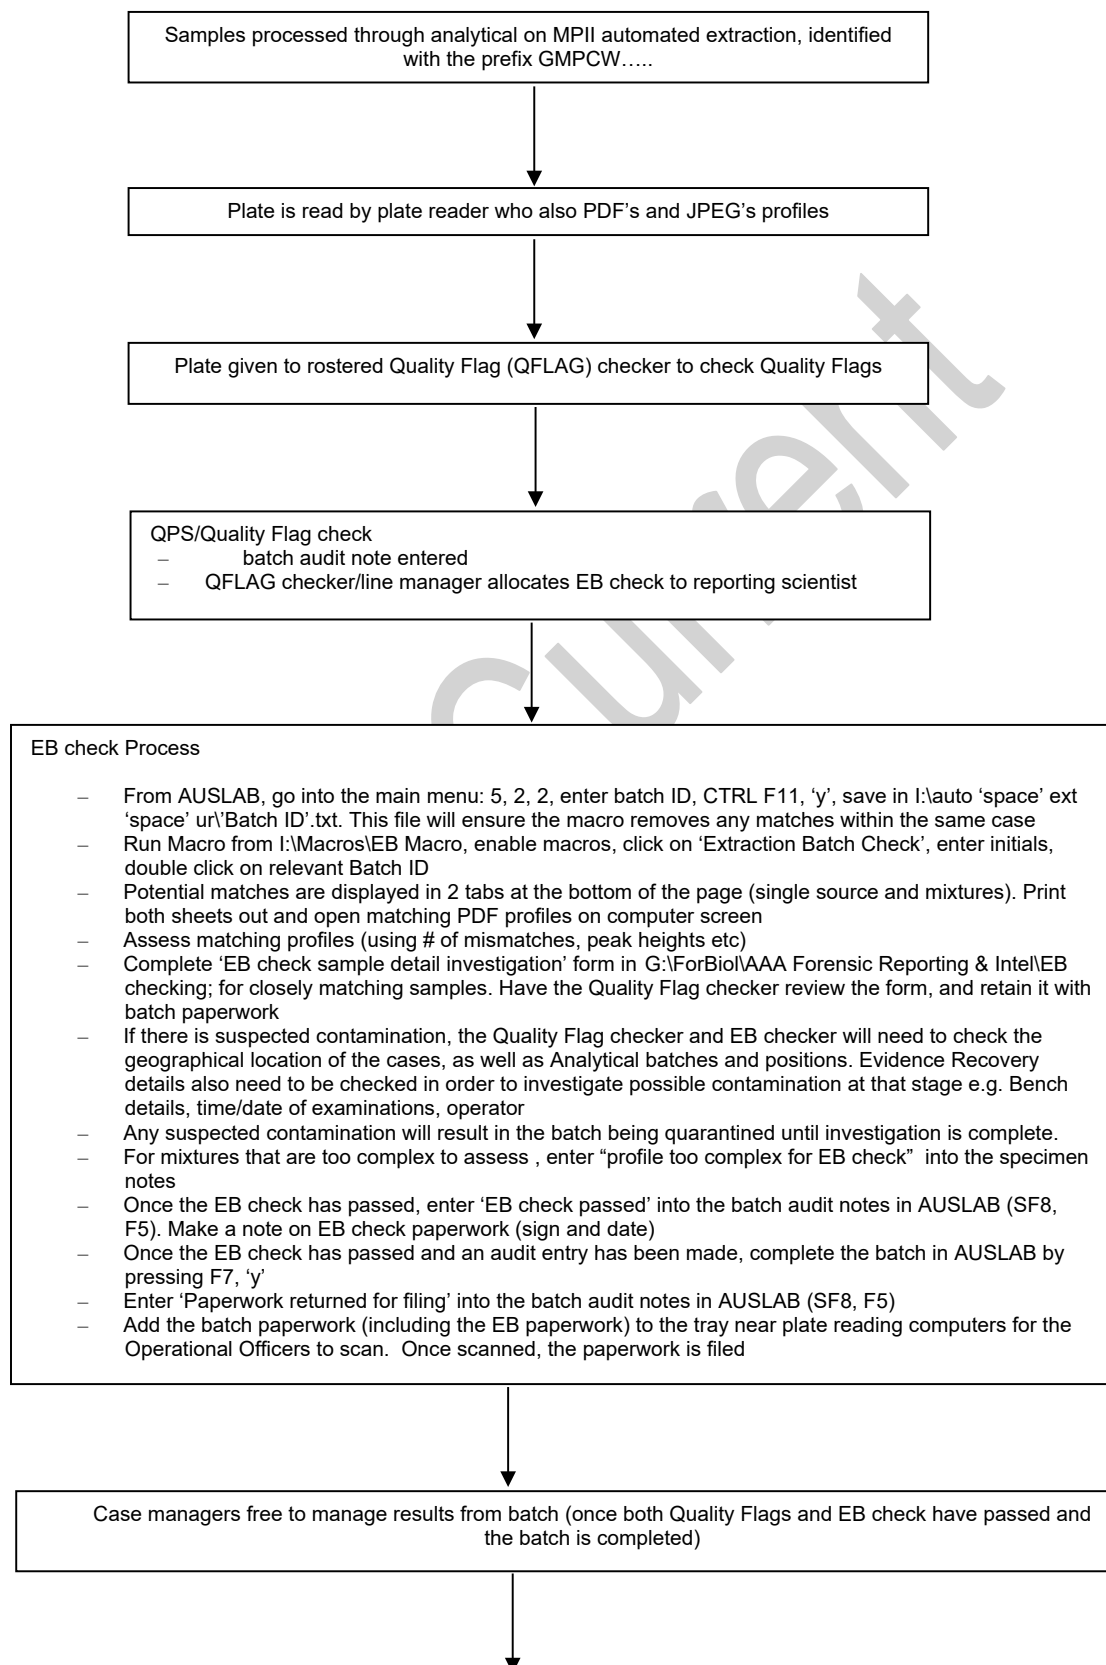 Samples processed through analytical on MPII automated extraction, identified
with the prefix GMPCW…..
Plate is read by plate reader who also PDF's and JPEG's profiles
Plate given to rostered Quality Flag (QFLAG) checker to check Quality Flags
QPS/Quality Flag check
– batch audit note entered
– QFLAG checker/line manager allocates EB check to reporting scientist
EB check Process
– From AUSLAB, go into the main menu: 5, 2, 2, enter batch ID, CTRL F11, 'y', save in I:\auto 'space' ext
'space' ur\'Batch ID'.txt. This file will ensure the macro removes any matches within the same case
– Run Macro from I:\Macros\EB Macro, enable macros, click on 'Extraction Batch Check', enter initials,
double click on relevant Batch ID
– Potential matches are displayed in 2 tabs at the bottom of the page (single source and mixtures). Print
both sheets out and open matching PDF profiles on computer screen
– Assess matching profiles (using # of mismatches, peak heights etc)
– Complete 'EB check sample detail investigation' form in G:\ForBiol\AAA Forensic Reporting & Intel\EB
checking; for closely matching samples. Have the Quality Flag checker review the form, and retain it with
batch paperwork
– If there is suspected contamination, the Quality Flag checker and EB checker will need to check the
geographical location of the cases, as well as Analytical batches and positions. Evidence Recovery
details also need to be checked in order to investigate possible contamination at that stage e.g. Bench
details, time/date of examinations, operator
– Any suspected contamination will result in the batch being quarantined until investigation is complete.
– For mixtures that are too complex to assess , enter "profile too complex for EB check" into the specimen
notes
– Once the EB check has passed, enter 'EB check passed' into the batch audit notes in AUSLAB (SF8,
F5). Make a note on EB check paperwork (sign and date)
– Once the EB check has passed and an audit entry has been made, complete the batch in AUSLAB by
pressing F7, 'y'
– Enter 'Paperwork returned for filing' into the batch audit notes in AUSLAB (SF8, F5)
– Add the batch paperwork (including the EB paperwork) to the tray near plate reading computers for the
Operational Officers to scan. Once scanned, the paperwork is filed
Case managers free to manage results from batch (once both Quality Flags and EB check have passed and
the batch is completed)
Current